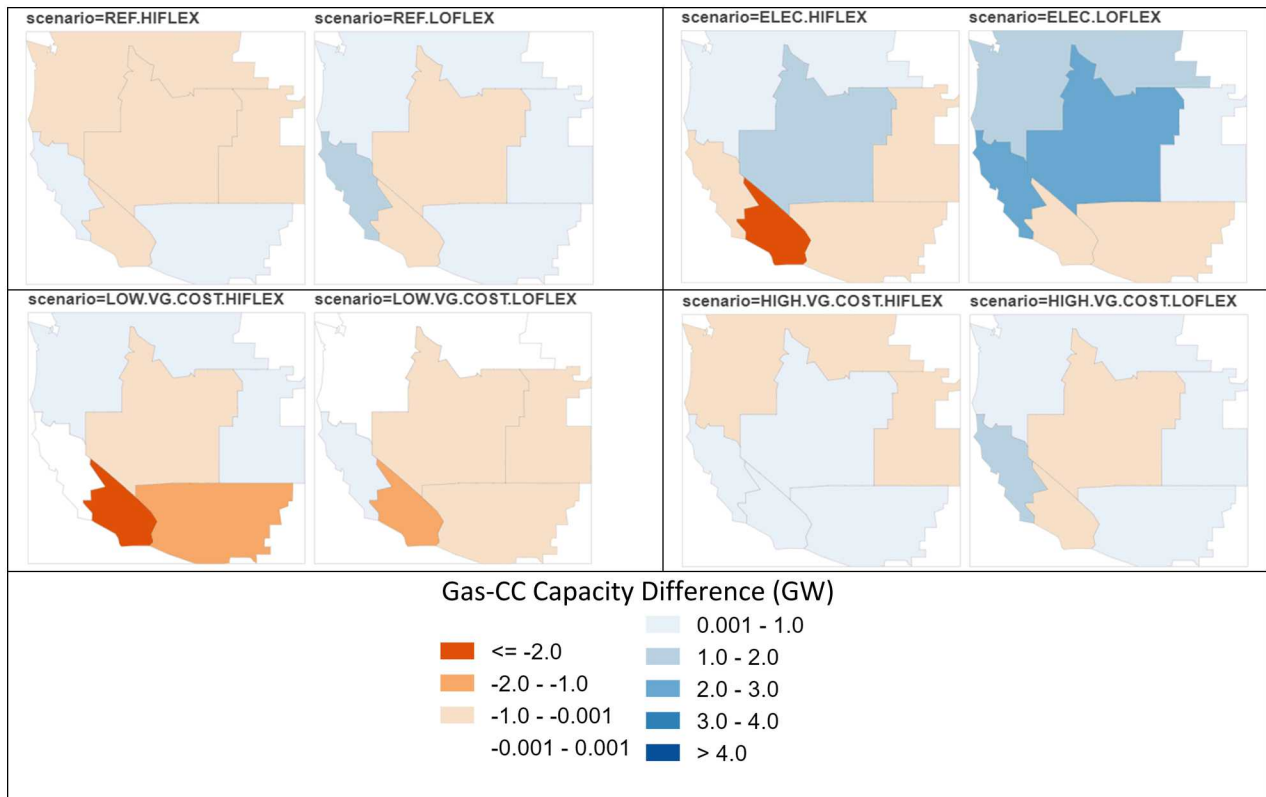 scenario=REF.HIFLEX
scenario=REF.LOFLEX
scenario=ELEC.HIFLEX
scenario=ELEC.LOFLEX
scenario=LOW.VG.COST.HIFLEX
scenario=LOW.VG.COST.LOFLEX
scenario=HIGH.VG.COST.HIFLEX
scenario=HIGH.VG.COST.LOFLEX
Gas-CC Capacity Difference (GW)
<= -2.0
-2.0 - -1.0
-1.0 - -0.001
-0.001 - 0.001
0.001 - 1.0
1.0 - 2.0
2.0 - 3.0
3.0 - 4.0
> 4.0